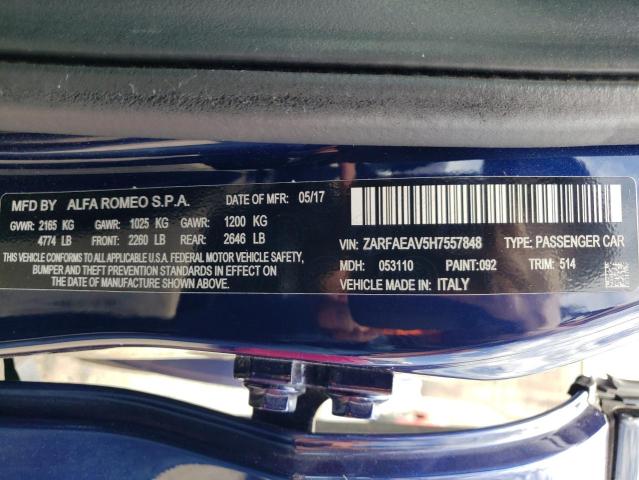 MFD BY ALFA ROMEO S.P.A. DATE OF MFR: 05/17
GVWR: 2165 KG GAWR: 1025 KG GAWR: 1200 KG
4774 LB FRONT: 2260 LB REAR: 2646 LB
THIS VEHICLE CONFORMS TO ALL APPLICABLE U.S.A. FEDERAL MOTOR VEHICLE SAFETY,
BUMPER AND THEFT PREVENTION STANDARDS IN EFFECT ON
THE DATE OF MANUFACTURE SHOWN ABOVE.
VIN: ZARFAEAV5H7557848 TYPE: PASSENGER CAR
MDH: 053110 PAINT:092 TRIM: 514
VEHICLE MADE IN: ITALY